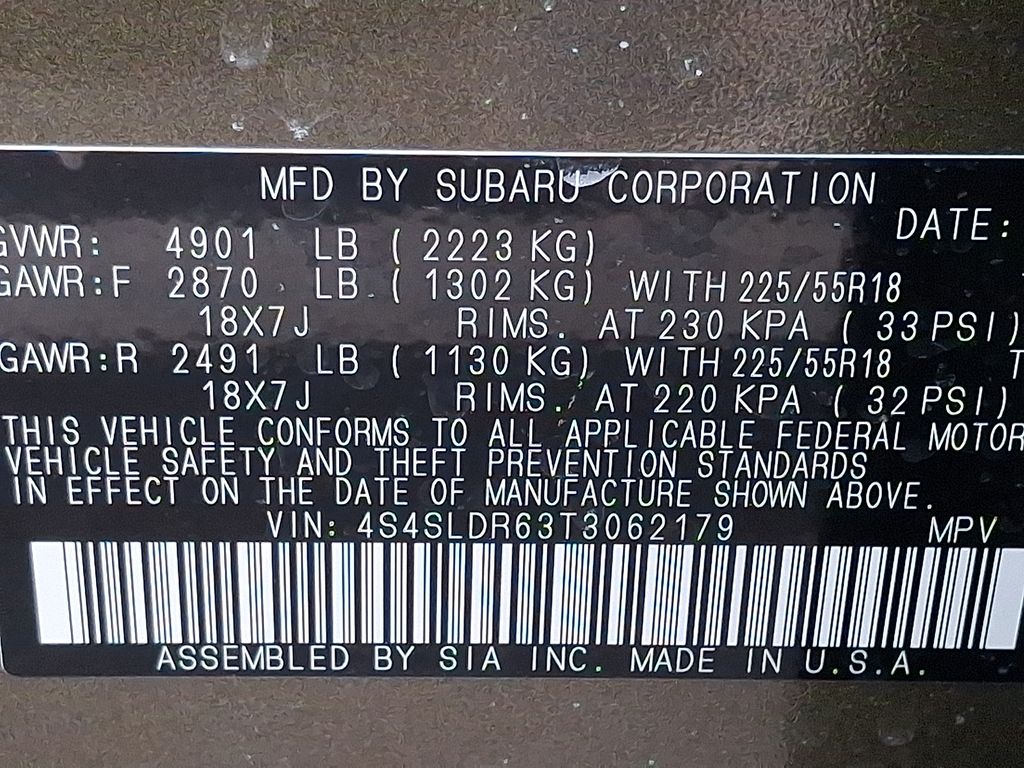 MFD BY SUBARU CORPORATION
DATE:
GVWR: 4901 LB ( 2223 KG)
GAWR:F 2870 LB ( 1302 KG) WITH 225/55R18 T
18X7J RIMS. AT 230 KPA ( 33 PSI)
GAWR:R 2491 LB ( 1130 KG) WITH 225/55R18 T
18X7J RIMS. AT 220 KPA ( 32 PSI)
THIS VEHICLE CONFORMS TO ALL APPLICABLE FEDERAL MOTOR
VEHICLE SAFETY AND THEFT PREVENTION STANDARDS
IN EFFECT ON THE DATE OF MANUFACTURE SHOWN ABOVE.
VIN: 4S4SLDR63T3062179 MPV
ASSEMBLED BY SIA INC. MADE IN U.S.A.